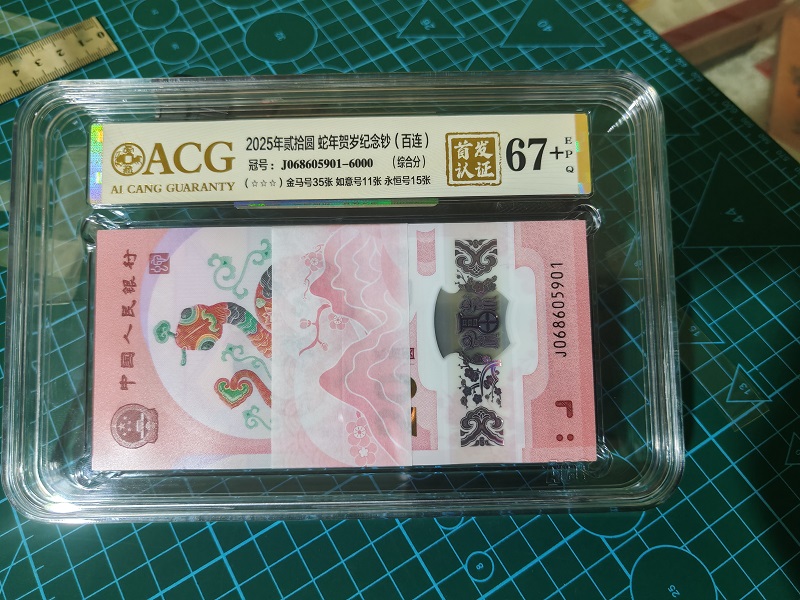 ACG
AI CANG GUARANTY
2025年贰拾圆 蛇年贺岁纪念钞（百连）
冠号：J068605901-6000 （综合分）
（☆☆☆）金马号35张 如意号11张 永恒号15张
首发
认证
67+
EPQ
中国人民银行
J068605901